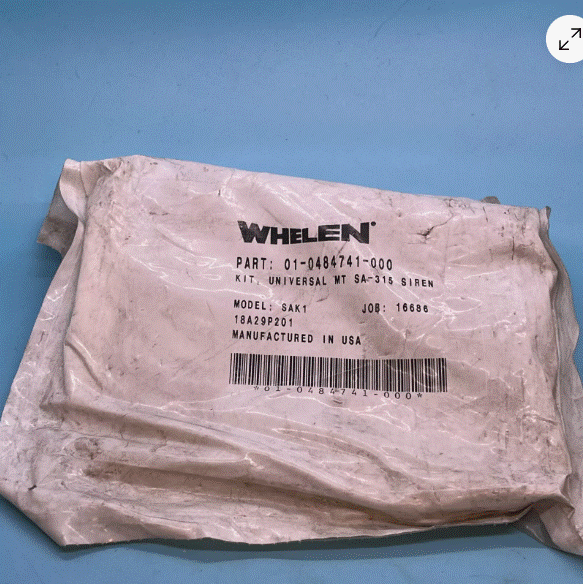 WHELEN®
PART: 01-0484741-000
KIT, UNIVERSAL MT SA-315 SIREN
MODEL: SAK1 JOB: 16686
18A29P201
MANUFACTURED IN USA
*01-0484741-000*